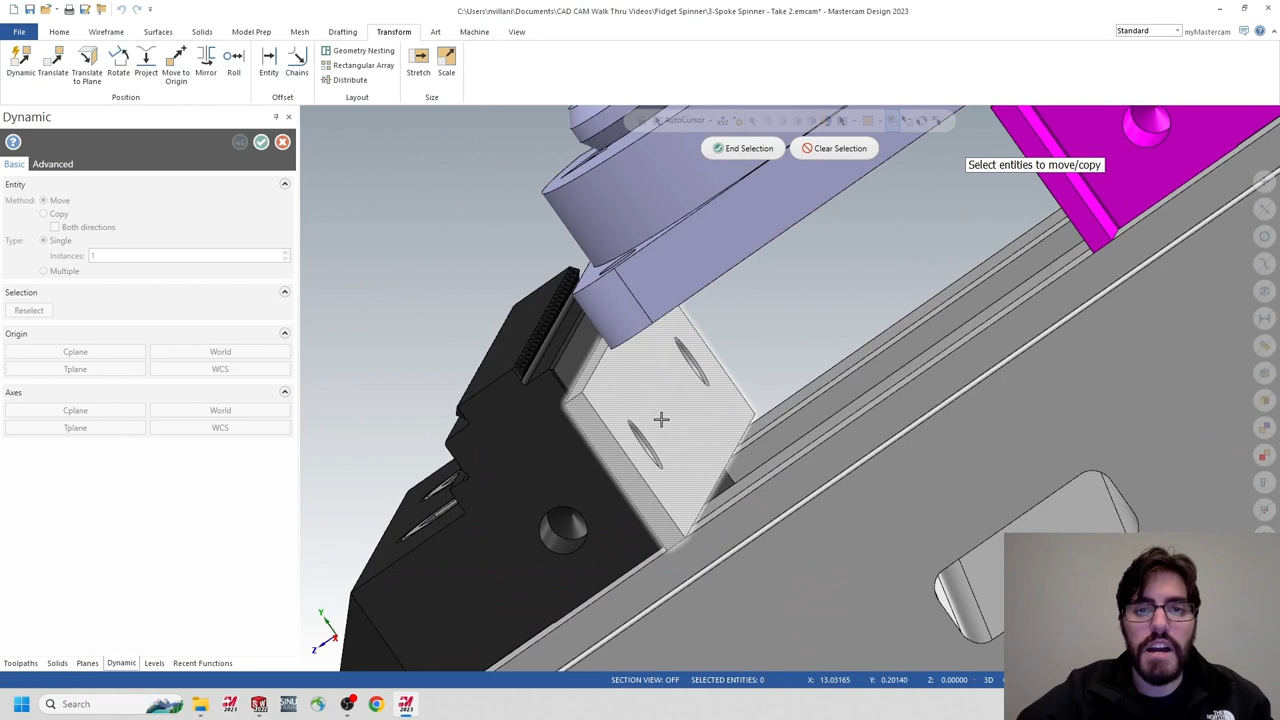 C:\Users\nvillani\Documents\CAD CAM Walk Thru Videos\Fidget Spinner\3-Spoke Spinner - Take 2.emcam* - Mastercam Design 2023
File Home Wireframe Surfaces Solids Model Prep Mesh Drafting Transform Art Machine View
Standard myMastercam
Dynamic Translate Translate to Plane Rotate Project Move to Origin Mirror Roll
Entity Chains
Geometry Nesting
Rectangular Array
Distribute
Stretch Scale
Position Offset Layout Size
Dynamic
AutoCursor
Basic Advanced
End Selection Clear Selection
Select entities to move/copy
Entity
Method: Move
Copy
Both directions
Type: Single
Instances: 1
Multiple
Selection
Reselect
Origin
Cplane World
Tplane WCS
Axes
Cplane World
Tplane WCS
Y
X
Z
Toolpaths Solids Planes Dynamic Levels Recent Functions
SECTION VIEW: OFF SELECTED ENTITIES: 0 X: 13.03165 Y: 0.20140 Z: 0.00000 3D
Search